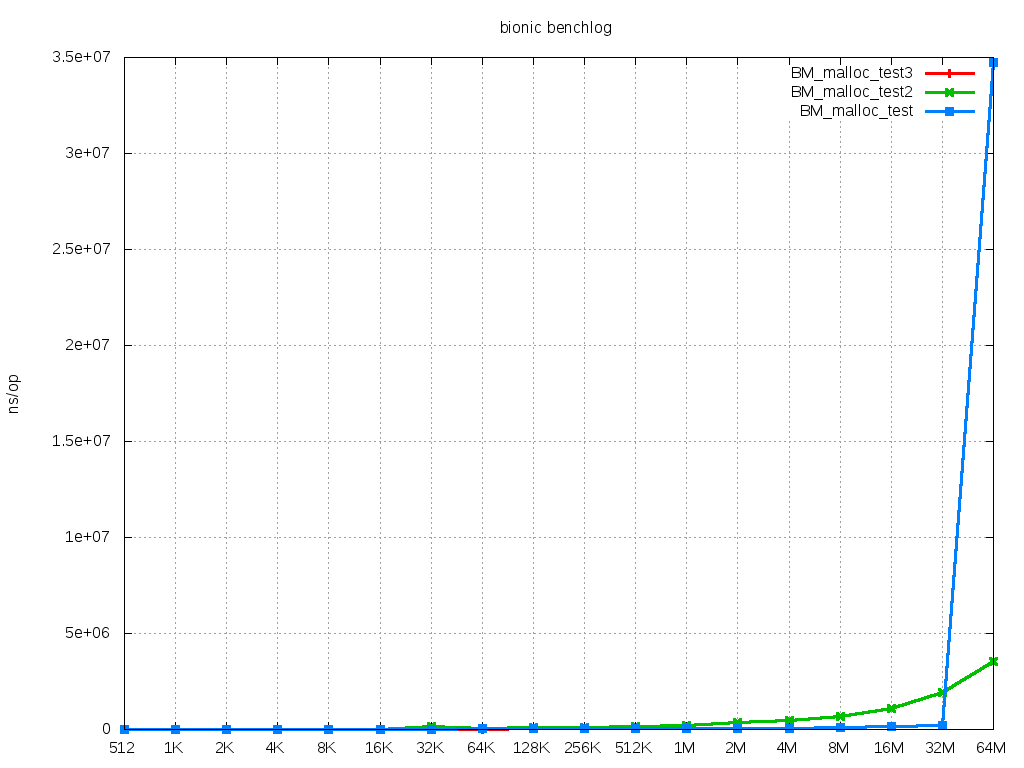 bionic benchlog
3.5e+07
3e+07
2.5e+07
2e+07
1.5e+07
1e+07
5e+06
0
ns/op
BM_malloc_test3
BM_malloc_test2
BM_malloc_test
512 1K 2K 4K 8K 16K 32K 64K 128K 256K 512K 1M 2M 4M 8M 16M 32M 64M